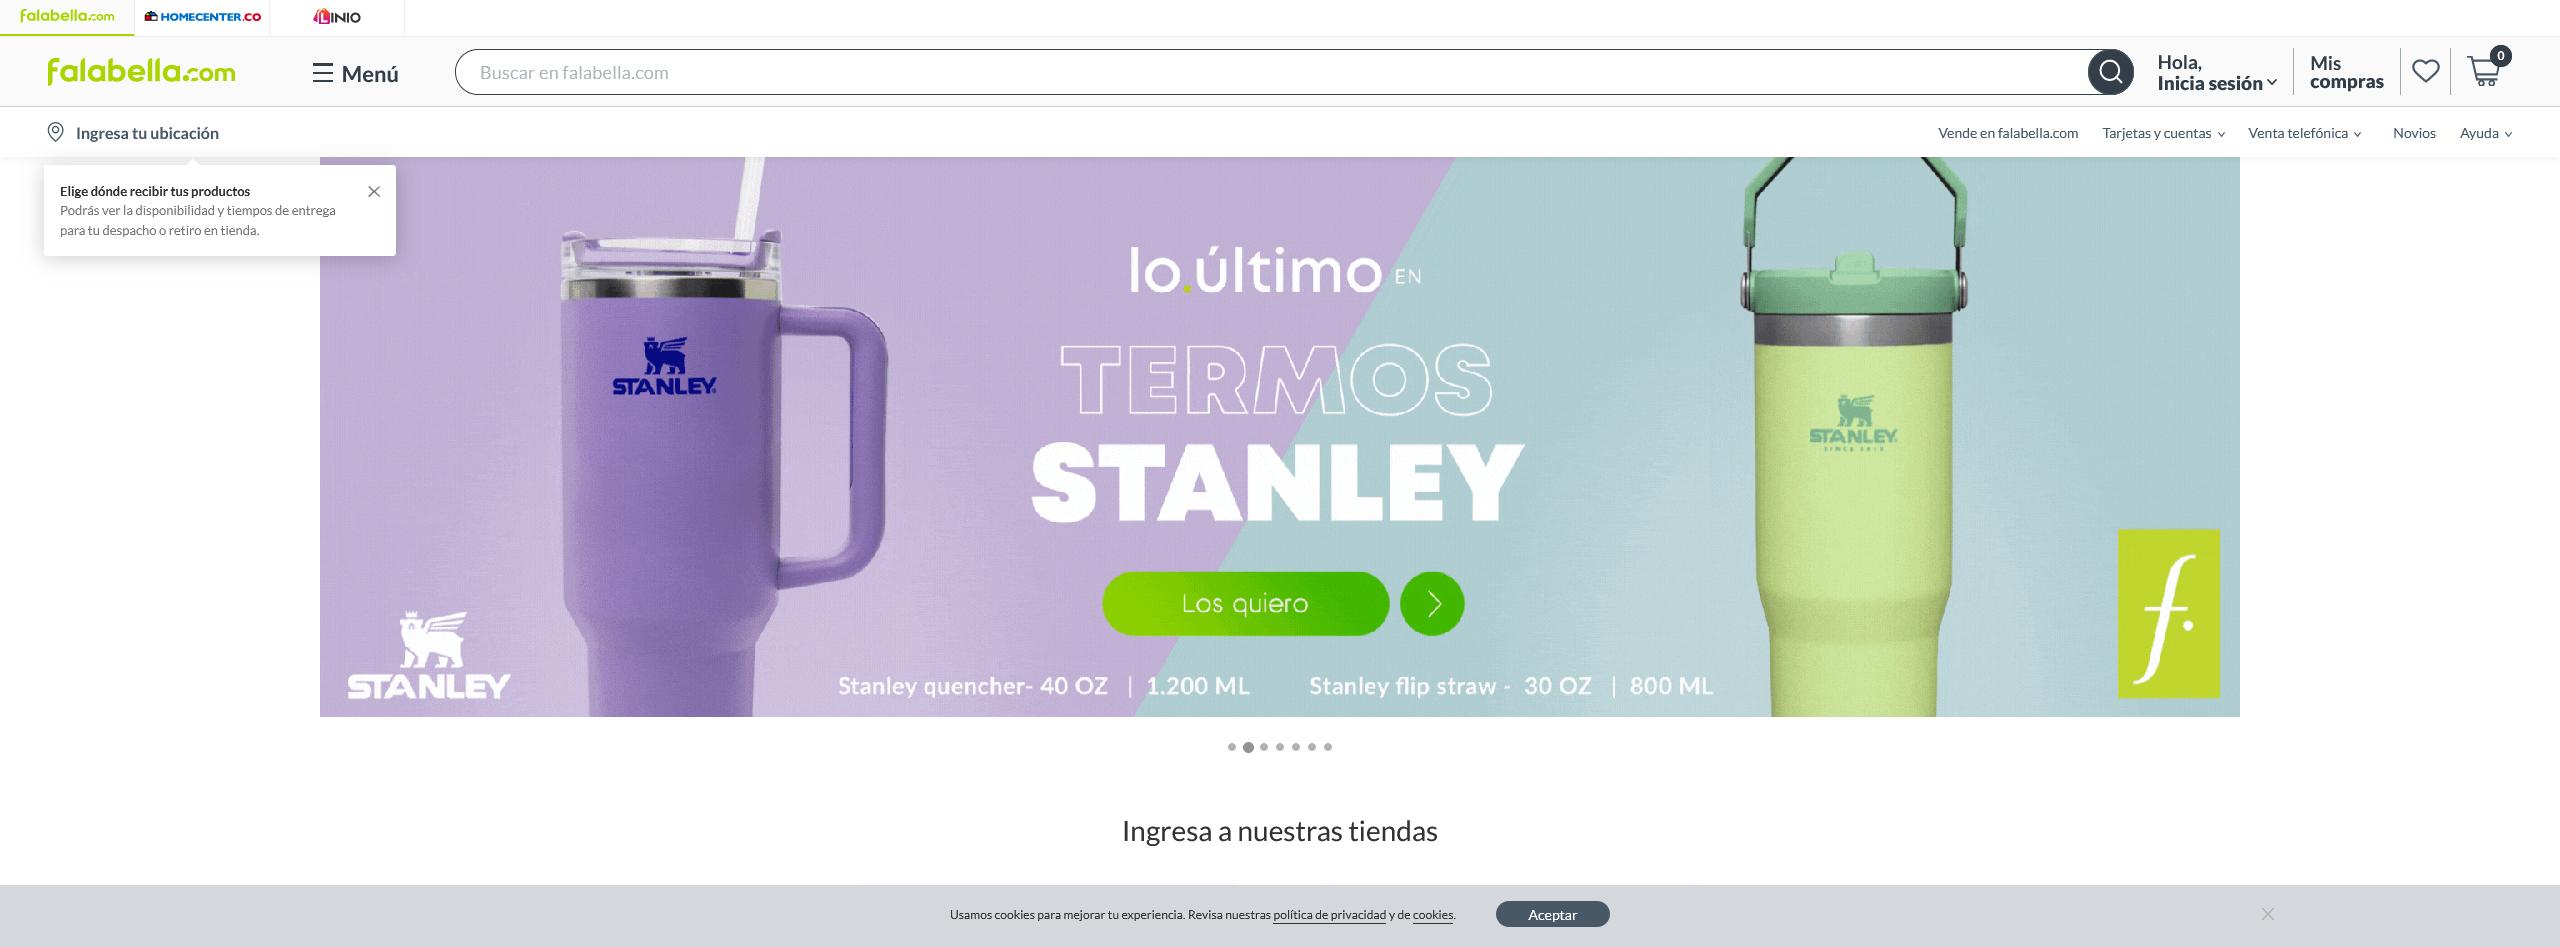 falabella.com
HOMECENTER.CO
LINIO
falabella.com
Menú
Buscar en falabella.com
Hola,
Inicia sesión
Mis
compras
0
Ingresa tu ubicación
Vende en falabella.com
Tarjetas y cuentas
Venta telefónica
Novios
Ayuda
Elige dónde recibir tus productos
Podrás ver la disponibilidad y tiempos de entrega
para tu despacho o retiro en tienda.
lo.último EN
TERMOS
STANLEY
STANLEY
STANLEY
SINCE 1913
Los quiero
f.
STANLEY
Stanley quencher- 40 OZ | 1.200 ML
Stanley flip straw - 30 OZ | 800 ML
Ingresa a nuestras tiendas
Usamos cookies para mejorar tu experiencia. Revisa nuestras política de privacidad y de cookies.
Aceptar